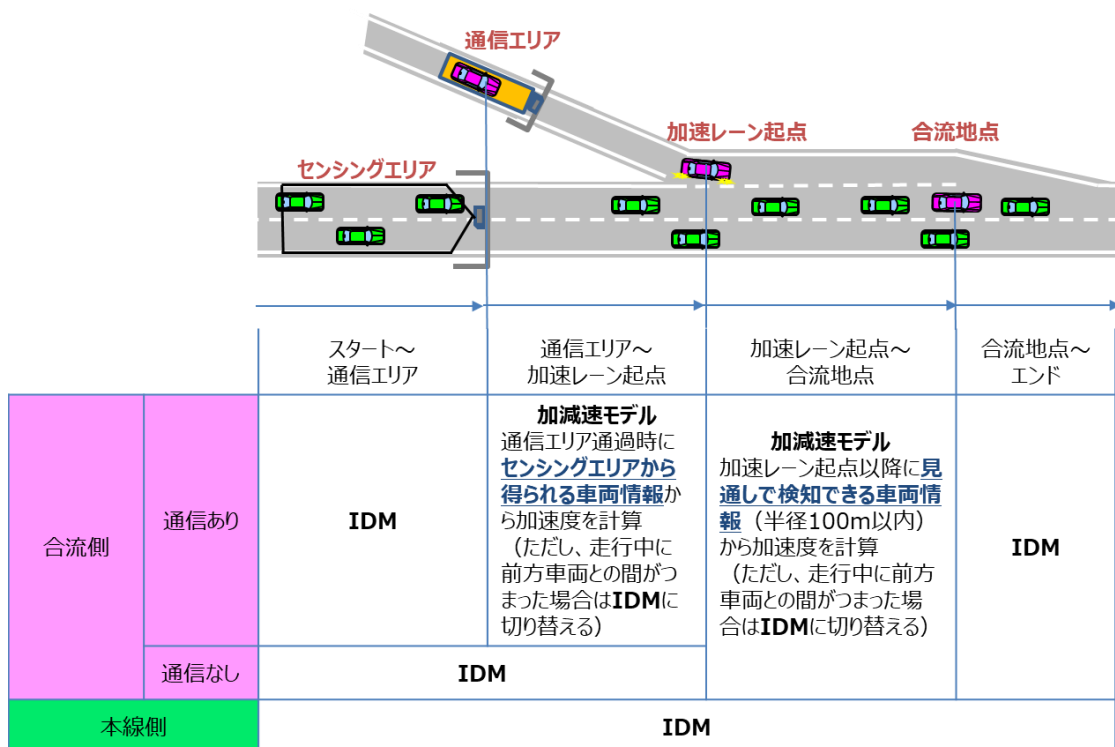 通信エリア
加速レーン起点
合流地点
センシングエリア
スタート～
通信エリア
通信エリア～
加速レーン起点
加速レーン起点～
合流地点
合流地点～
エンド
合流側
通信あり
IDM
加減速モデル
通信エリア通過時に
センシングエリアから
得られる車両情報か
ら加速度を計算
（ただし、走行中に
前方車両との間がつ
まった場合はIDMに
切り替える）
加減速モデル
加速レーン起点以降に見
通しで検知できる車両情
報（半径100m以内）
から加速度を計算
（ただし、走行中に前方
車両との間がつまった場
合はIDMに切り替える）
IDM
通信なし
IDM
本線側
IDM